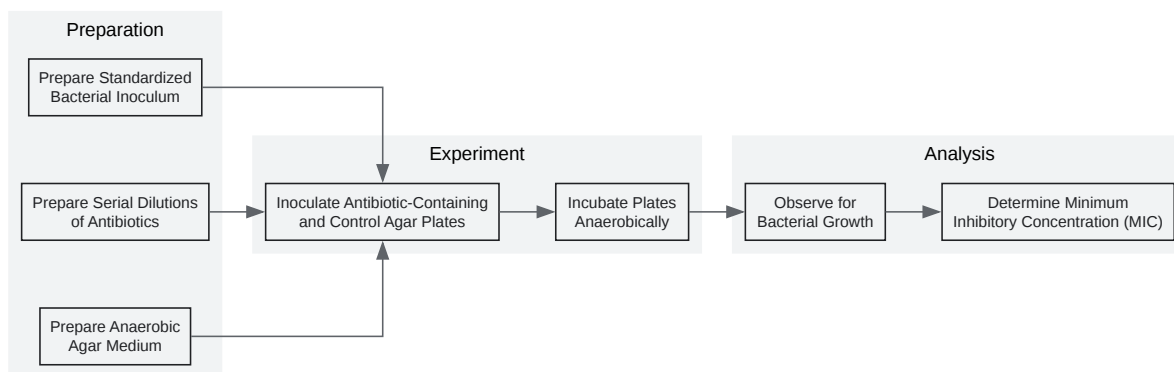 Preparation
Prepare Standardized
Bacterial Inoculum
Prepare Serial Dilutions
of Antibiotics
Prepare Anaerobic
Agar Medium
Experiment
Inoculate Antibiotic-Containing
and Control Agar Plates
Incubate Plates
Anaerobically
Analysis
Observe for
Bacterial Growth
Determine Minimum
Inhibitory Concentration (MIC)